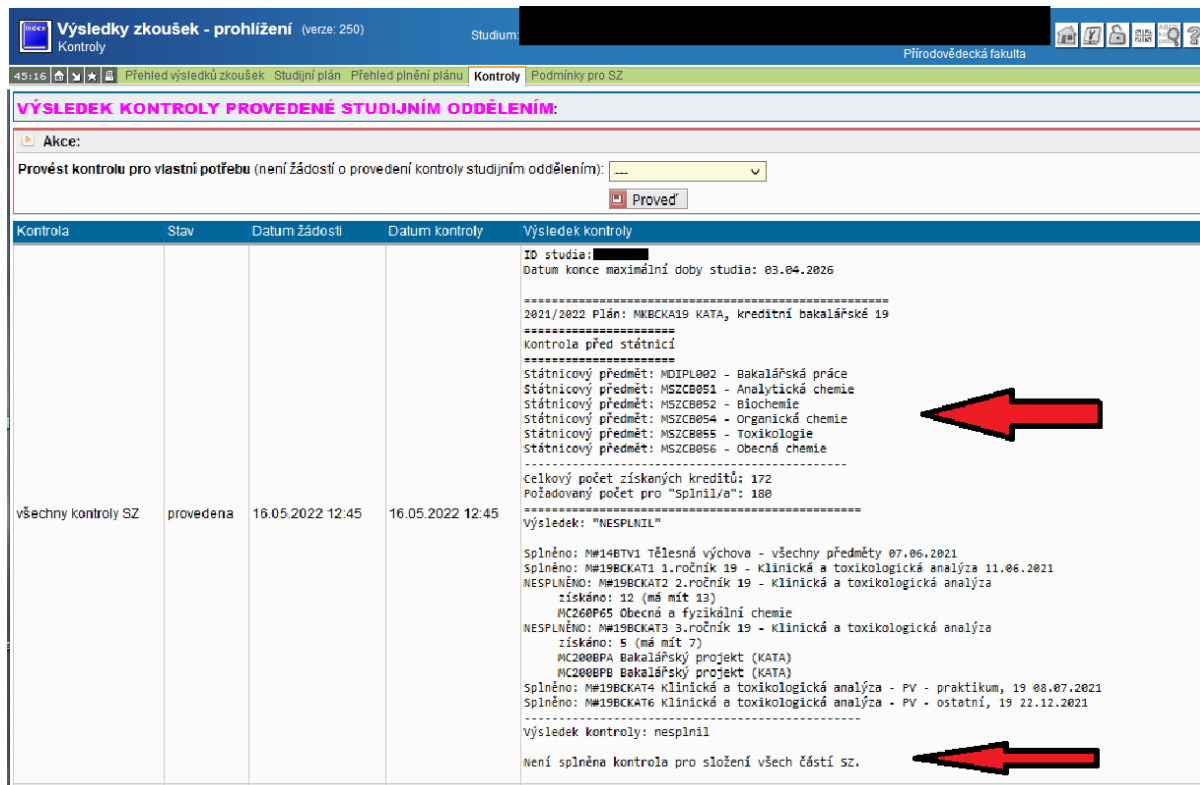 index
Výsledky zkoušek - prohlížení (verze: 250)
Kontroly
Studium:
Přírodovědecká fakulta
45:16 Přehled výsledků zkoušek Studijní plán Přehled plnění plánu Kontroly Podmínky pro SZ
VÝSLEDEK KONTROLY PROVEDENÉ STUDIJNÍM ODDĚLENÍM:
Akce:
Provést kontrolu pro vlastní potřebu (není žádostí o provedení kontroly studijním oddělením): ---
Proveď
Kontrola Stav Datum žádosti Datum kontroly Výsledek kontroly
všechny kontroly SZ provedena 16.05.2022 12:45 16.05.2022 12:45
ID studia:
Datum konce maximální doby studia: 03.04.2026
====================================================
2021/2022 Plán: MKBCKA19 KATA, kreditní bakalářské 19
======================
Kontrola před státnicí
======================
Státnicový předmět: MDIPL002 - Bakalářská práce
Státnicový předmět: MSZCB051 - Analytická chemie
Státnicový předmět: MSZCB052 - Biochemie
Státnicový předmět: MSZCB054 - Organická chemie
Státnicový předmět: MSZCB055 - Toxikologie
Státnicový předmět: MSZCB056 - Obecná chemie
-----------------------------------------------
Celkový počet získaných kreditů: 172
Požadovaný počet pro "Splnil/a": 180
=================================================
Výsledek: "NESPLNIL"
Splněno: M#14BTV1 Tělesná výchova - všechny předměty 07.06.2021
Splněno: M#19BCKAT1 1.ročník 19 - Klinická a toxikologická analýza 11.06.2021
NESPLNĚNO: M#19BCKAT2 2.ročník 19 - Klinická a toxikologická analýza
získáno: 12 (má mít 13)
MC260P65 Obecná a fyzikální chemie
NESPLNĚNO: M#19BCKAT3 3.ročník 19 - Klinická a toxikologická analýza
získáno: 5 (má mít 7)
MC200BPA Bakalářský projekt (KATA)
MC200BPB Bakalářský projekt (KATA)
Splněno: M#19BCKAT4 Klinická a toxikologická analýza - PV - praktikum, 19 08.07.2021
Splněno: M#19BCKAT6 Klinická a toxikologická analýza - PV - ostatní, 19 22.12.2021
-------------------------------------------------
Výsledek kontroly: nesplnil
Není splněna kontrola pro složení všech částí SZ.